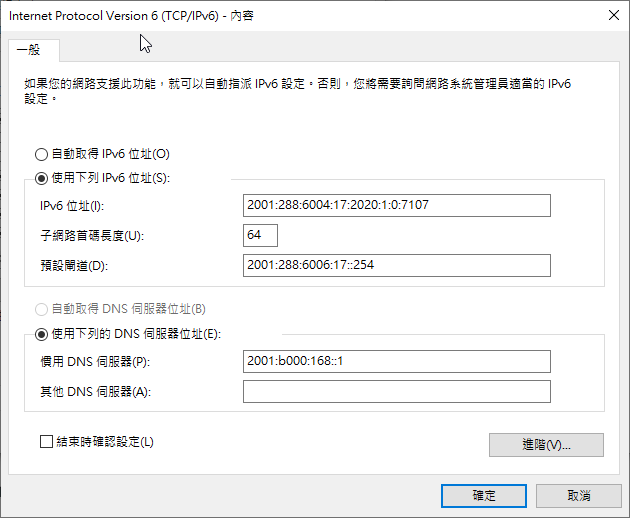 Internet Protocol Version 6 (TCP/IPv6) - 內容
一般
如果您的網路支援此功能，就可以自動指派 IPv6 設定。否則，您將需要詢問網路系統管理員適當的 IPv6
設定。
自動取得 IPv6 位址(O)
使用下列 IPv6 位址(S):
IPv6 位址(I): 2001:288:6004:17:2020:1:0:7107
子網路首碼長度(U): 64
預設閘道(D): 2001:288:6006:17::254
自動取得 DNS 伺服器位址(B)
使用下列的 DNS 伺服器位址(E):
慣用 DNS 伺服器(P): 2001:b000:168::1
其他 DNS 伺服器(A):
結束時確認設定(L)
進階(V)...
確定 取消